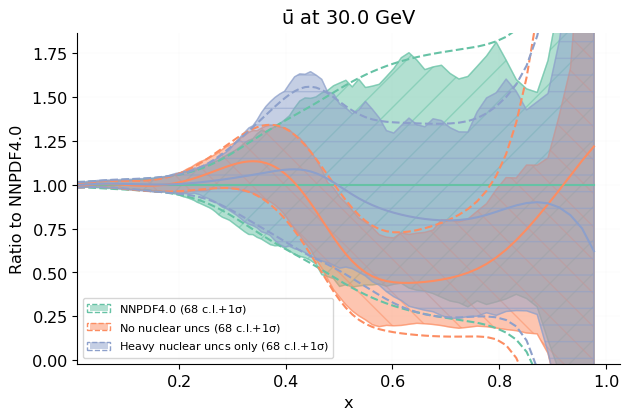 ū at 30.0 GeV
Ratio to NNPDF4.0
1.75
1.50
1.25
1.00
0.75
0.50
0.25
0.00
NNPDF4.0 (68 c.l.+1σ)
No nuclear uncs (68 c.l.+1σ)
Heavy nuclear uncs only (68 c.l.+1σ)
0.2 0.4 0.6 0.8 1.0
x